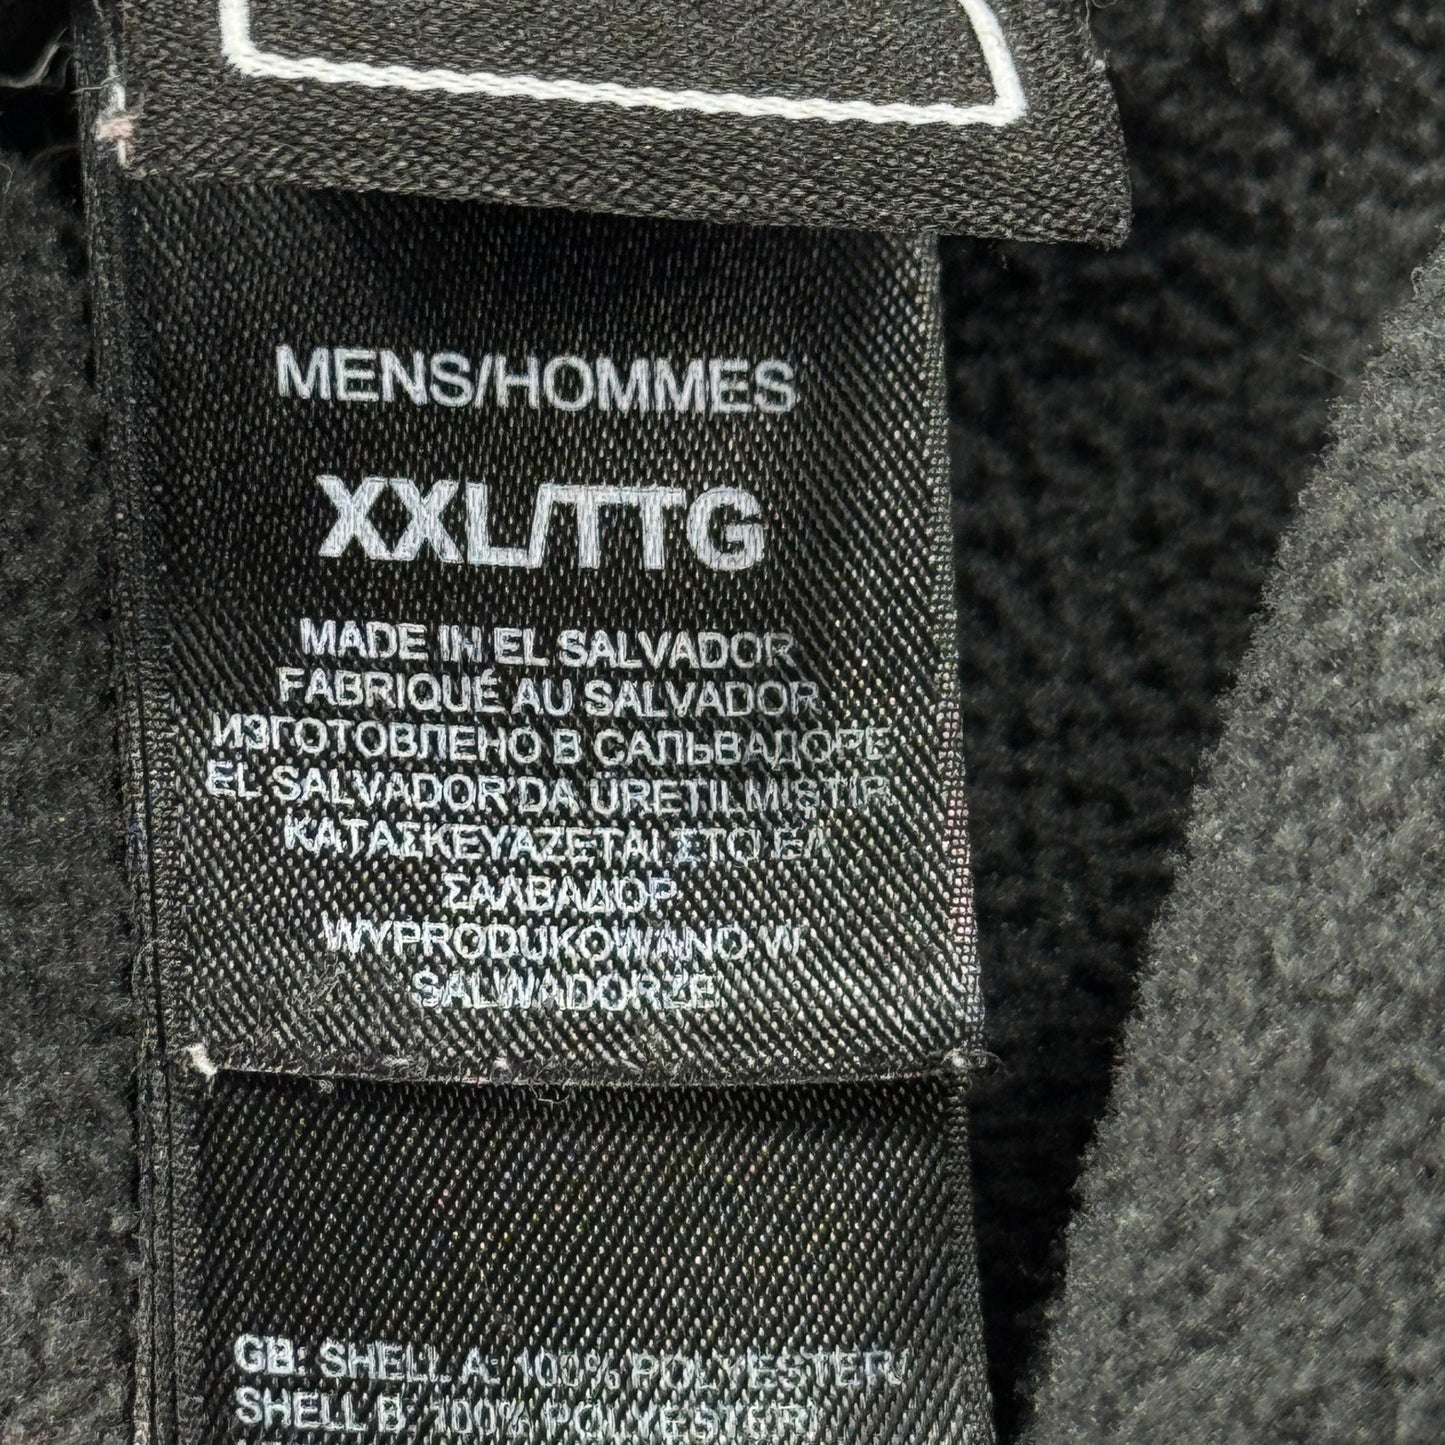 MENS/HOMMES
XXL/TTG
MADE IN EL SALVADOR
FABRIQUÉ AU SALVADOR
ИЗГОТОВЛЕНО В САЛЬВАДОРЕ
EL SALVADOR'DA ÜRETILMIŞTIR
ΚΑΤΑΣΚΕΥΑΖΕΤΑΙ ΣΤΟ ΕΛ
ΣΑΛΒΑΔΟΡ
WYPRODUKOWANO W
SALWADORZE
GB: SHELL A: 100% POLYESTER/
SHELL B: 100% POLYESTER/